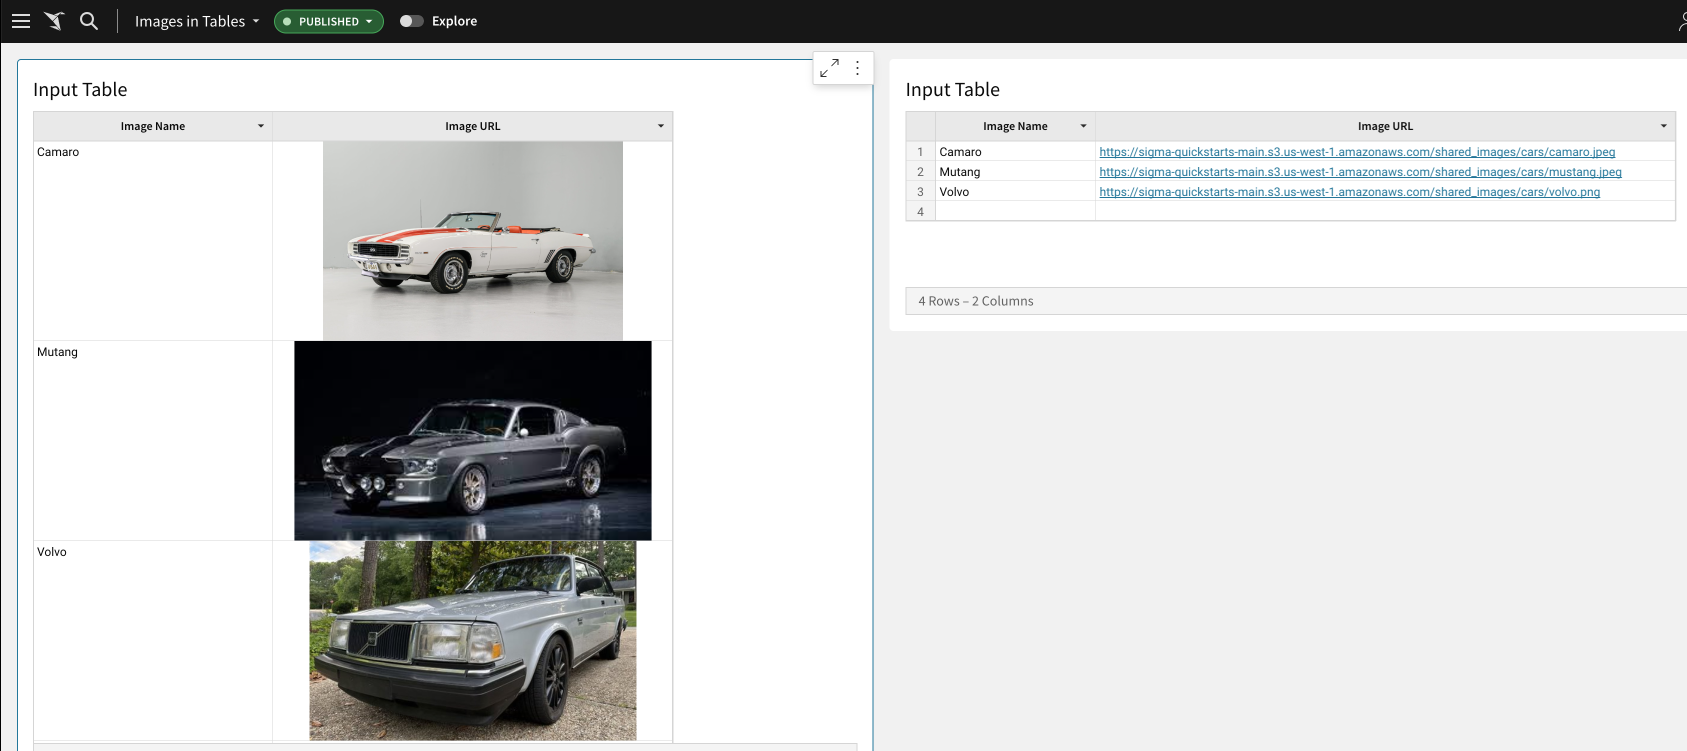 Images in Tables
PUBLISHED
Explore
Input Table
Image Name Image URL
Camaro
Mutang
Volvo
Input Table
Image Name Image URL
1 Camaro https://sigma-quickstarts-main.s3.us-west-1.amazonaws.com/shared_images/cars/camaro.jpeg
2 Mutang https://sigma-quickstarts-main.s3.us-west-1.amazonaws.com/shared_images/cars/mustang.jpeg
3 Volvo https://sigma-quickstarts-main.s3.us-west-1.amazonaws.com/shared_images/cars/volvo.png
4
4 Rows – 2 Columns